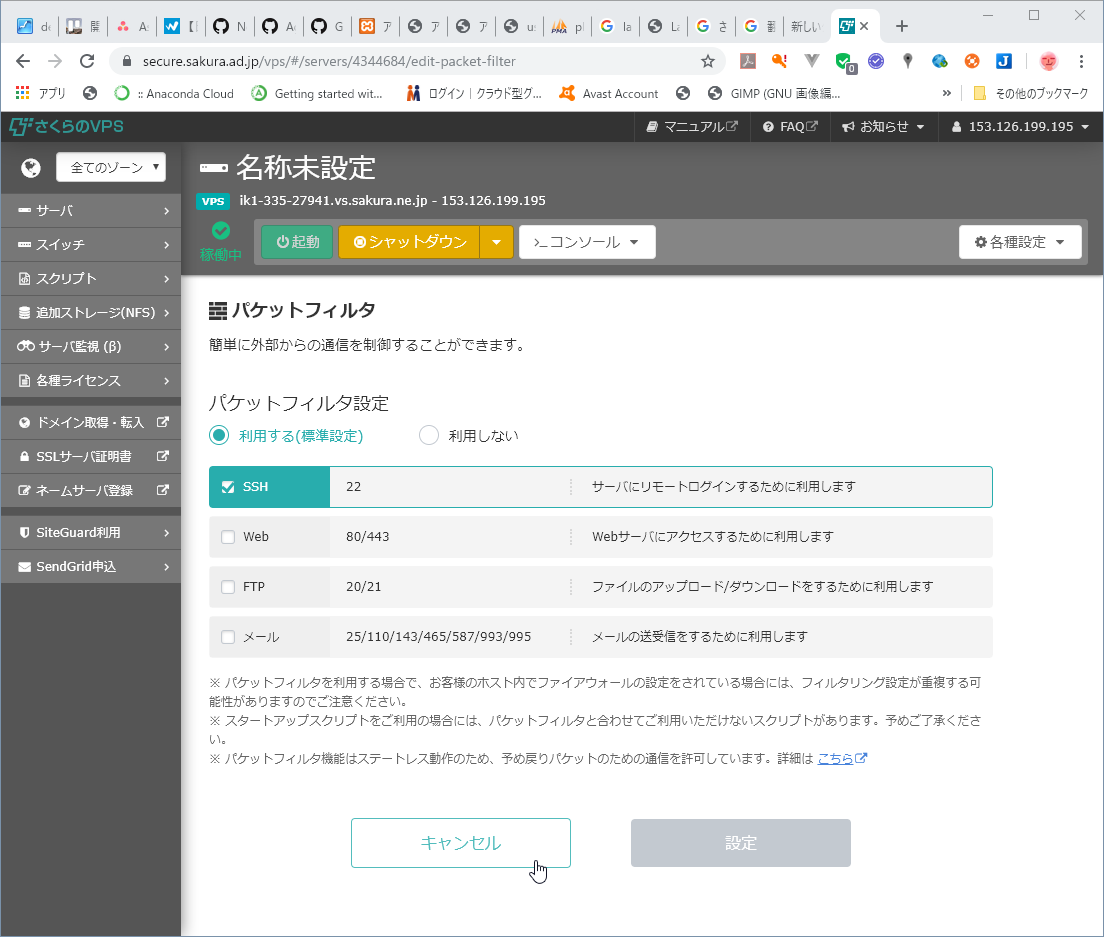 de
開
A:
【
N
A
G
ア
ア
ア
u:
PMA
pl
la
La
さ
翻
新しい
secure.sakura.ad.jp/vps/#/servers/4344684/edit-packet-filter
0
J
アプリ
:: Anaconda Cloud
Getting started wit...
ログイン | クラウド型グ...
Avast Account
GIMP (GNU 画像編...
»
その他のブックマーク
さくらのVPS
マニュアル
FAQ
お知らせ
153.126.199.195
全てのゾーン
名称未設定
VPS
ik1-335-27941.vs.sakura.ne.jp - 153.126.199.195
稼働中
起動
シャットダウン
コンソール
各種設定
サーバ
スイッチ
スクリプト
追加ストレージ(NFS)
サーバ監視 (β)
各種ライセンス
ドメイン取得・転入
SSLサーバ証明書
ネームサーバ登録
SiteGuard利用
SendGrid申込
パケットフィルタ
簡単に外部からの通信を制御することができます。
パケットフィルタ設定
利用する(標準設定)
利用しない
SSH
22
サーバにリモートログインするために利用します
Web
80/443
Webサーバにアクセスするために利用します
FTP
20/21
ファイルのアップロード/ダウンロードをするために利用します
メール
25/110/143/465/587/993/995
メールの送受信をするために利用します
※ パケットフィルタを利用する場合で、お客様のホスト内でファイアウォールの設定をされている場合には、フィルタリング設定が重複する可
能性がありますのでご注意ください。
※ スタートアップスクリプトをご利用の場合には、パケットフィルタと合わせてご利用いただけないスクリプトがあります。予めご了承くださ
い。
※ パケットフィルタ機能はステートレス動作のため、予め戻りパケットのための通信を許可しています。詳細は こちら
キャンセル
設定